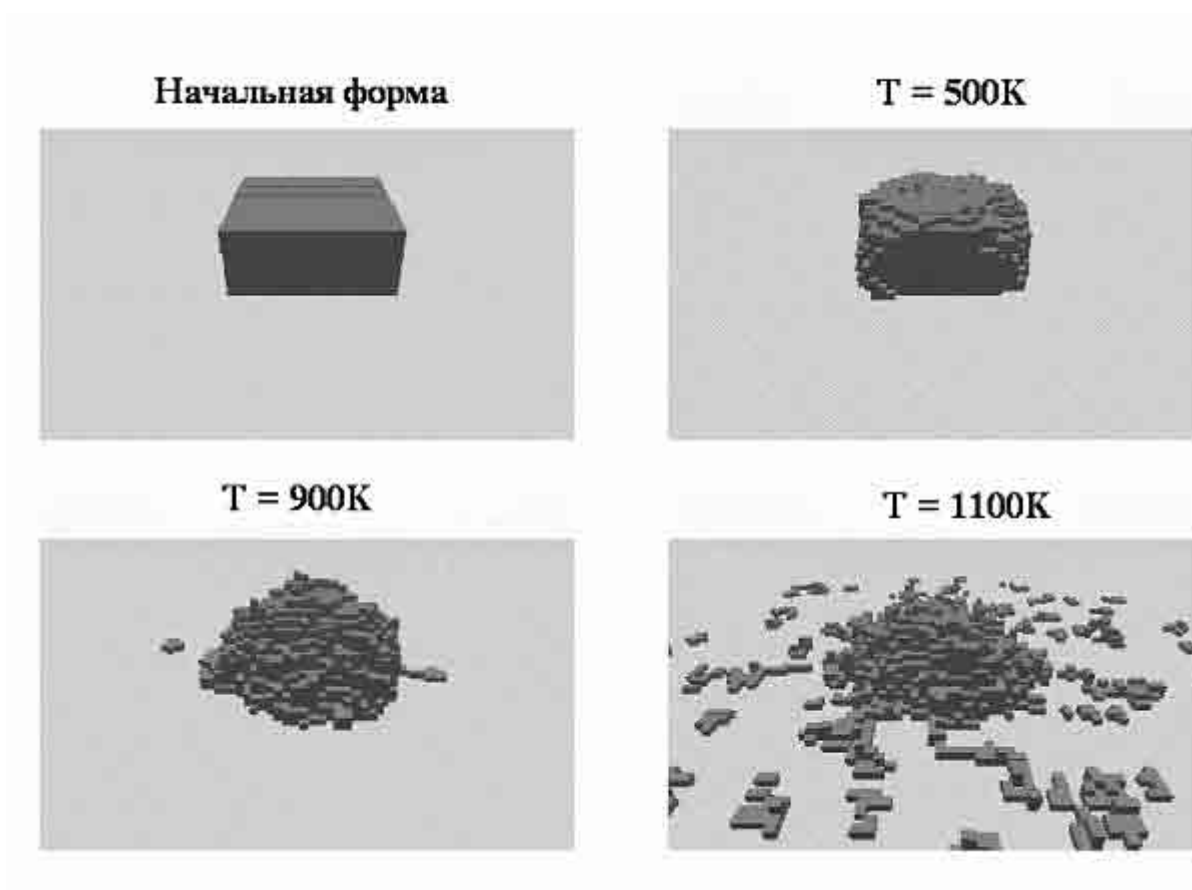 Начальная форма
T = 500K
T = 900K
T = 1100K